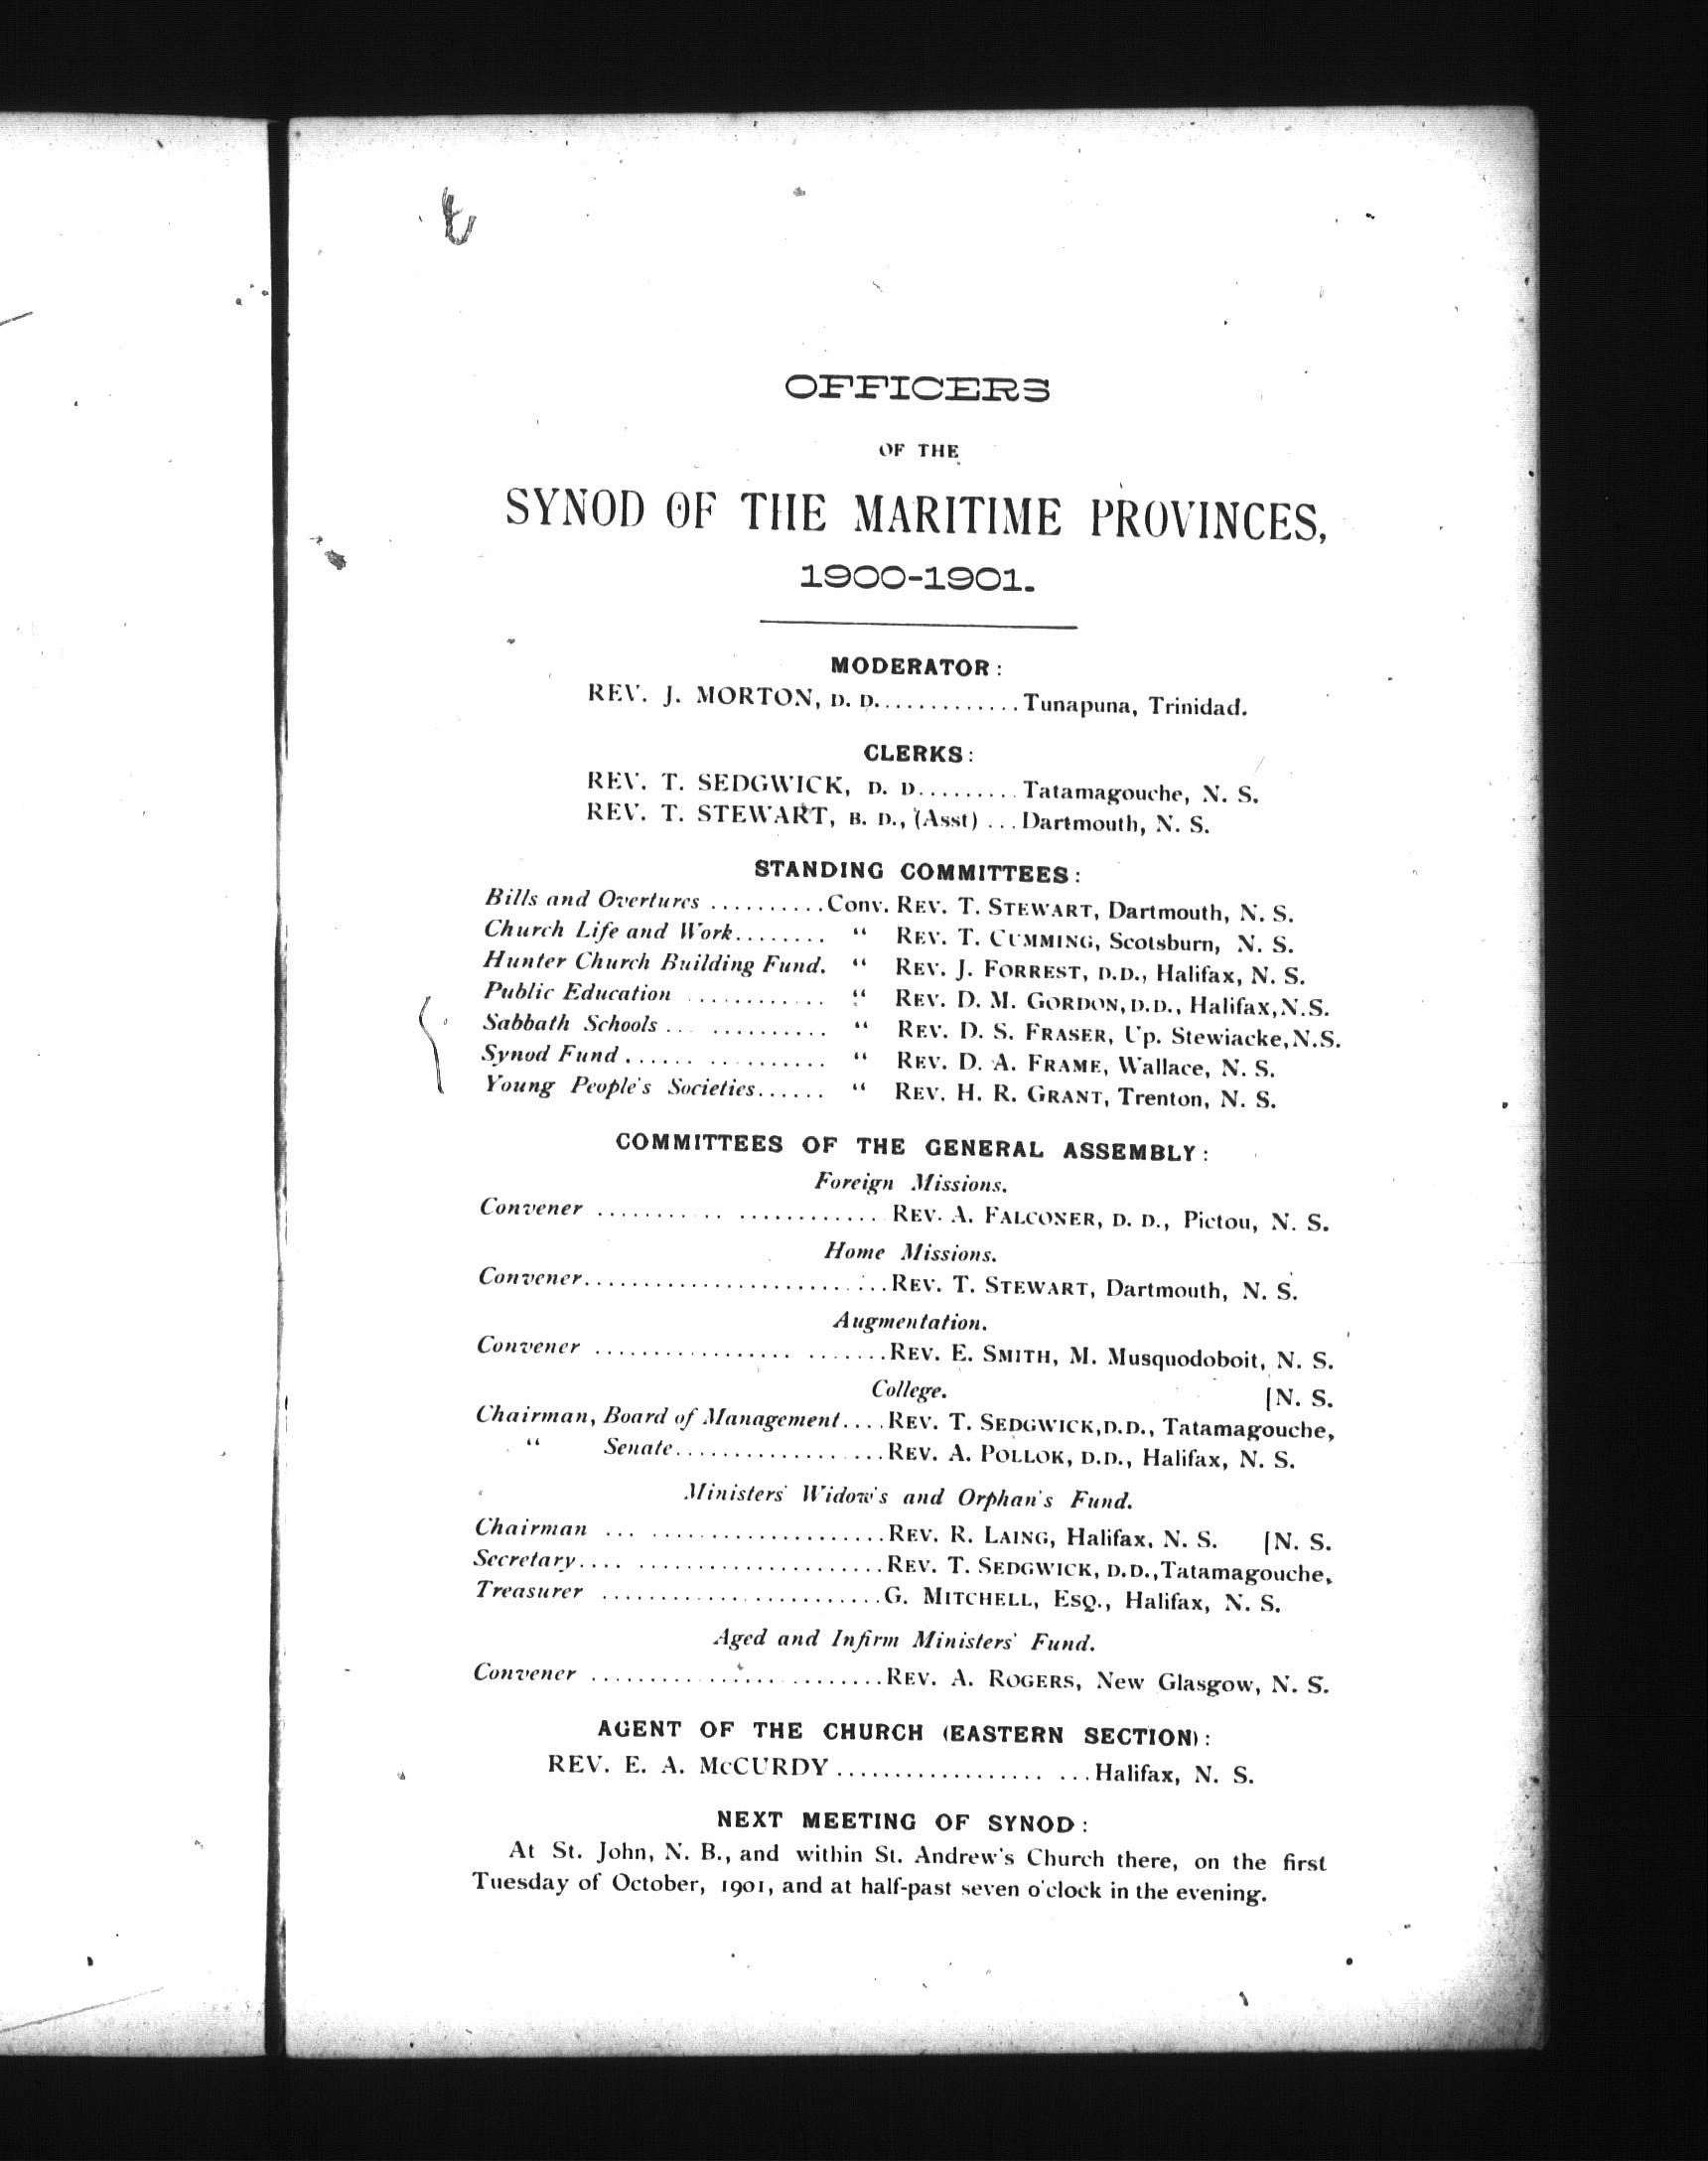 OFFICERS
OF THE
SYNOD OF THE MARITIME PROVINCES,
1900-1901.
MODERATOR:
REV. J. MORTON, D. D.............Tunapuna, Trinidad.
CLERKS:
REV. T. SEDGWICK, D. D.........Tatamagouche, N. S.
REV. T. STEWART, B. D., (Asst) ...Dartmouth, N. S.
STANDING COMMITTEES:
Bills and Overtures ..........Conv. REV. T. STEWART, Dartmouth, N. S.
Church Life and Work........ “ REV. T. CUMMING, Scotsburn, N. S.
Hunter Church Building Fund. “ REV. J. FORREST, D.D., Halifax, N. S.
Public Education ............ “ REV. D. M. GORDON, D.D., Halifax, N.S.
Sabbath Schools ... .......... “ REV. D. S. FRASER, Up. Stewiacke, N.S.
Synod Fund ...... .......... “ REV. D. A. FRAME, Wallace, N. S.
Young People's Societies...... “ REV. H. R. GRANT, Trenton, N. S.
COMMITTEES OF THE GENERAL ASSEMBLY:
Foreign Missions.
Convener ........... .............REV. A. FALCONER, D. D., Pictou, N. S.
Home Missions.
Convener..........................REV. T. STEWART, Dartmouth, N. S.
Augmentation.
Convener ................. .......REV. E. SMITH, M. Musquodoboit, N. S.
College. [N. S.
Chairman, Board of Management....REV. T. SEDGWICK, D.D., Tatamagouche,
“ Senate..................REV. A. POLLOK, D.D., Halifax, N. S.
Ministers' Widow's and Orphan's Fund.
Chairman ... ....................REV. R. LAING, Halifax, N. S. [N. S.
Secretary.... .....................REV. T. SEDGWICK, D.D., Tatamagouche,
Treasurer ........................G. MITCHELL, ESQ., Halifax, N. S.
Aged and Infirm Ministers' Fund.
Convener ................ ........REV. A. ROGERS, New Glasgow, N. S.
AGENT OF THE CHURCH (EASTERN SECTION):
REV. E. A. McCURDY .................. ...Halifax, N. S.
NEXT MEETING OF SYNOD:
At St. John, N. B., and within St. Andrew's Church there, on the first
Tuesday of October, 1901, and at half-past seven o'clock in the evening.